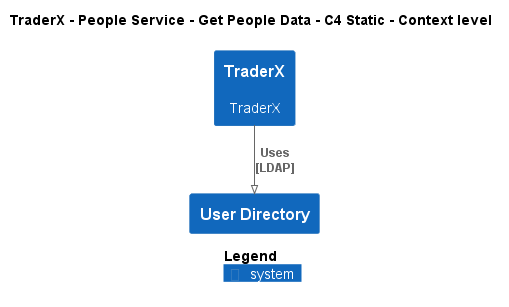 TraderX - People Service - Get People Data - C4 Static - Context level
TraderX
TraderX
Uses
[LDAP]
User Directory
Legend
system